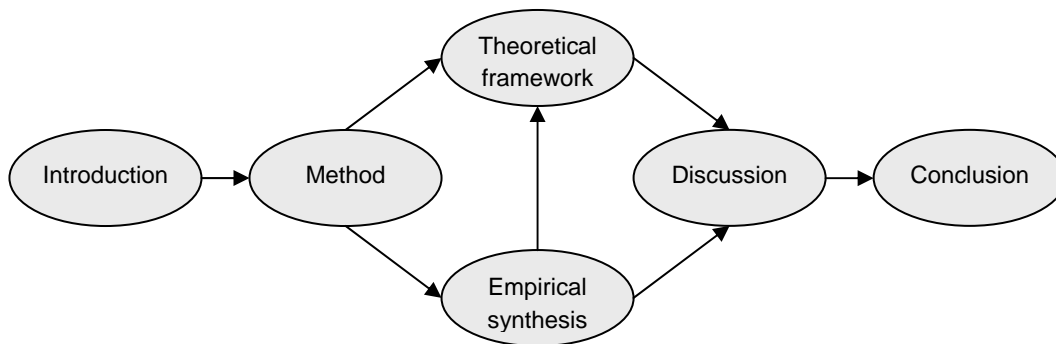 Introduction
Method
Theoretical
framework
Empirical
synthesis
Discussion
Conclusion